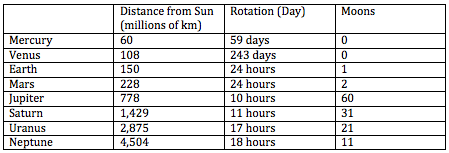 Distance from Sun (millions of km) Rotation (Day) Moons
Mercury 60 59 days 0
Venus 108 243 days 0
Earth 150 24 hours 1
Mars 228 24 hours 2
Jupiter 778 10 hours 60
Saturn 1,429 11 hours 31
Uranus 2,875 17 hours 21
Neptune 4,504 18 hours 11